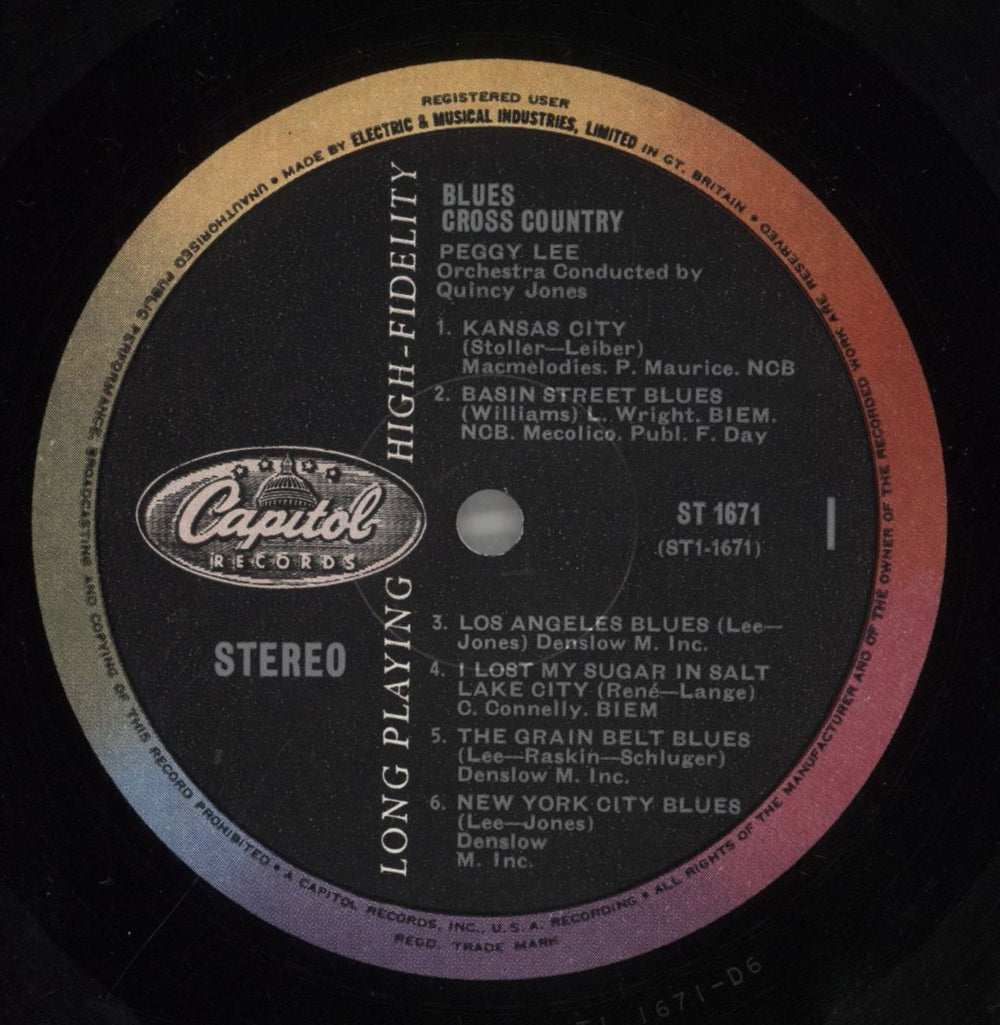 REGISTERED USER
UNAUTHORISED PUBLIC PERFORMANCE, BROADCASTING AND COPYING OF THIS RECORD PROHIBITED • A CAPITOL RECORDS, INC., U.S.A. RECORDING • ALL RIGHTS OF THE MANUFACTURER AND OF THE OWNER OF THE RECORDED WORK ARE RESERVED •
MADE BY ELECTRIC & MUSICAL INDUSTRIES, LIMITED IN GT. BRITAIN
REGD. TRADE MARK
LONG PLAYING HIGH-FIDELITY
BLUES
CROSS COUNTRY
PEGGY LEE
Orchestra Conducted by
Quincy Jones
1. KANSAS CITY
(Stoller—Leiber)
Macmelodies. P. Maurice. NCB
2. BASIN STREET BLUES
(Williams) L. Wright. BIEM.
NCB. Mecolico. Publ. F. Day
Capitol
RECORDS
ST 1671
(ST1-1671)
1
STEREO
3. LOS ANGELES BLUES (Lee—
Jones) Denslow M. Inc.
4. I LOST MY SUGAR IN SALT
LAKE CITY (René—Lange)
C. Connelly. BIEM
5. THE GRAIN BELT BLUES
(Lee—Raskin—Schluger)
Denslow M. Inc.
6. NEW YORK CITY BLUES
(Lee—Jones)
Denslow
M. Inc.
1671-D6